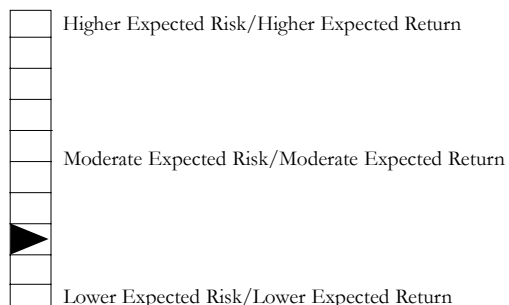 Higher Expected Risk/Higher Expected Return
Moderate Expected Risk/Moderate Expected Return
Lower Expected Risk/Lower Expected Return